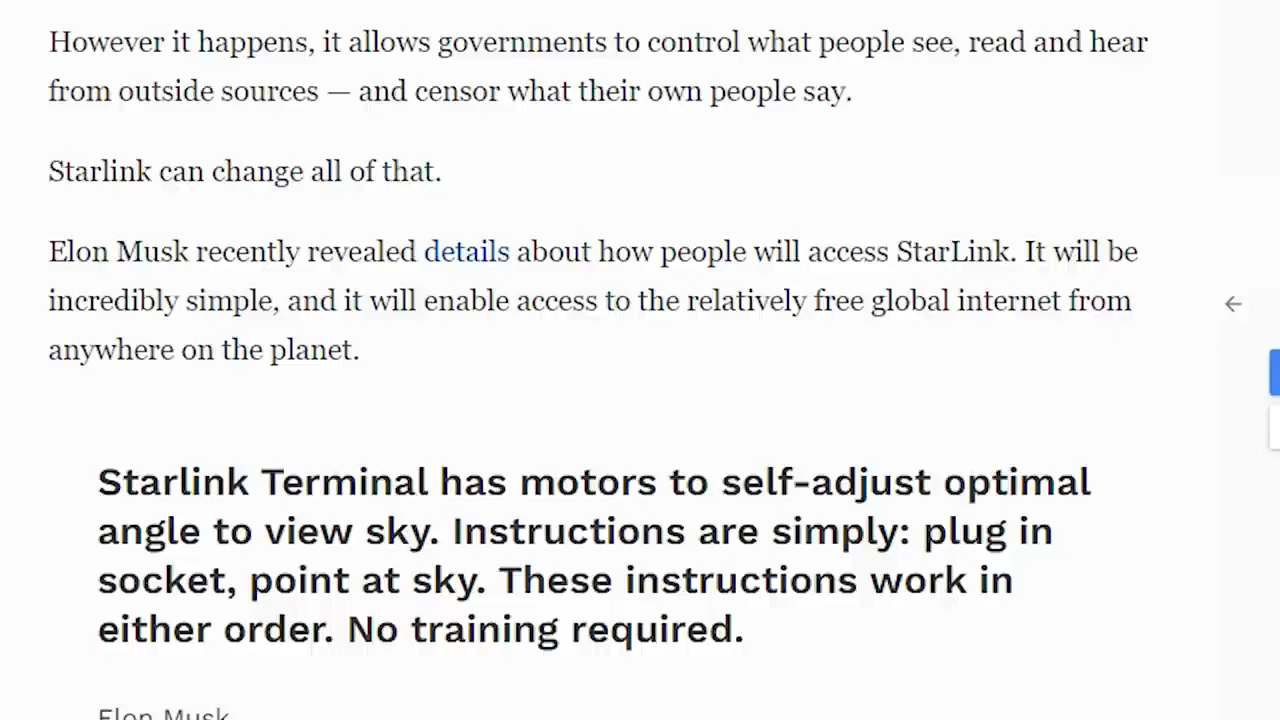 However it happens, it allows governments to control what people see, read and hear
from outside sources — and censor what their own people say.
Starlink can change all of that.
Elon Musk recently revealed details about how people will access StarLink. It will be
incredibly simple, and it will enable access to the relatively free global internet from
anywhere on the planet.
Starlink Terminal has motors to self-adjust optimal
angle to view sky. Instructions are simply: plug in
socket, point at sky. These instructions work in
either order. No training required.
Elon Musk